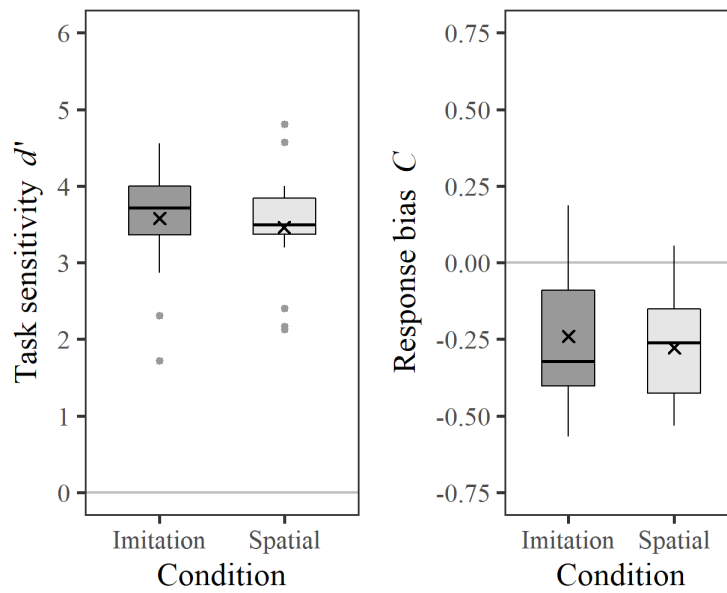 Task sensitivity d'
6
5
4
3
2
1
0
Imitation Spatial
Condition
Response bias C
0.75
0.50
0.25
0.00
-0.25
-0.50
-0.75
Imitation Spatial
Condition